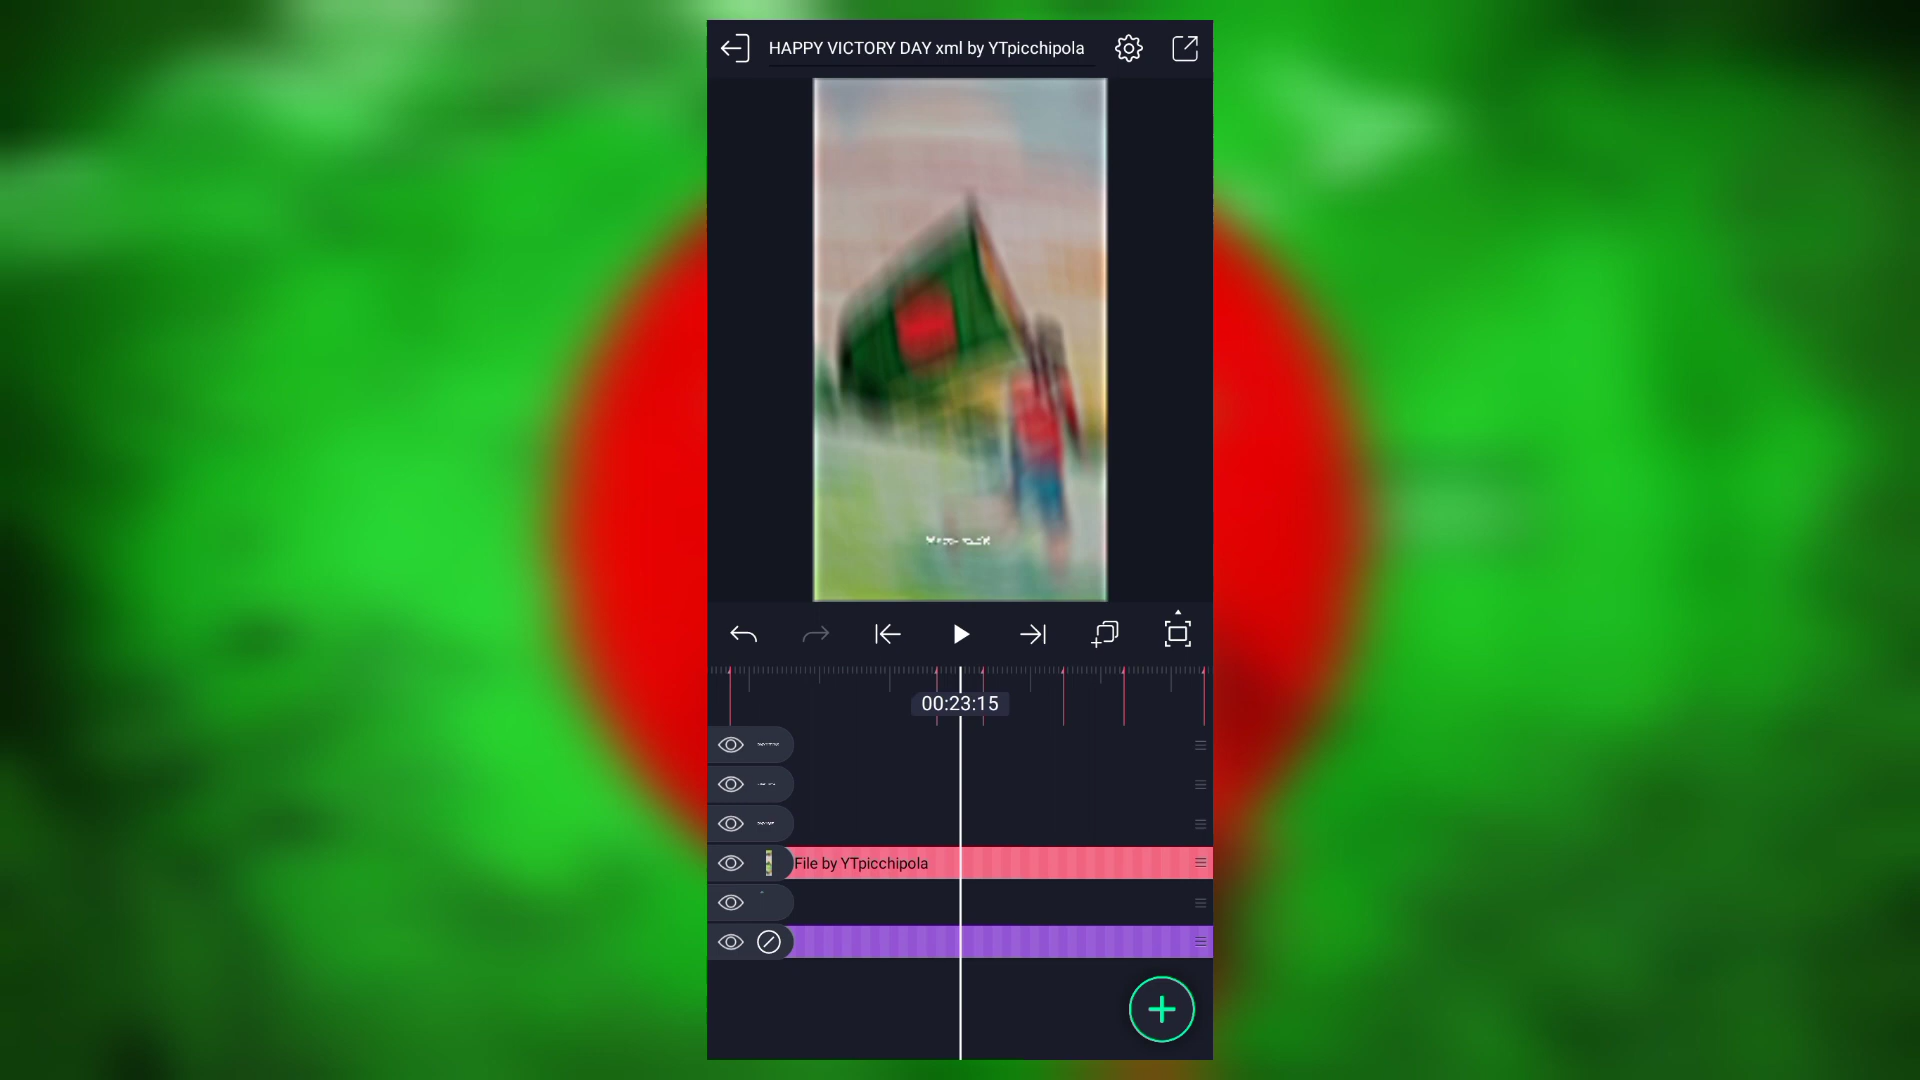 HAPPY VICTORY DAY xml by YTpicchipola
00:23:15
File by YTpicchipola